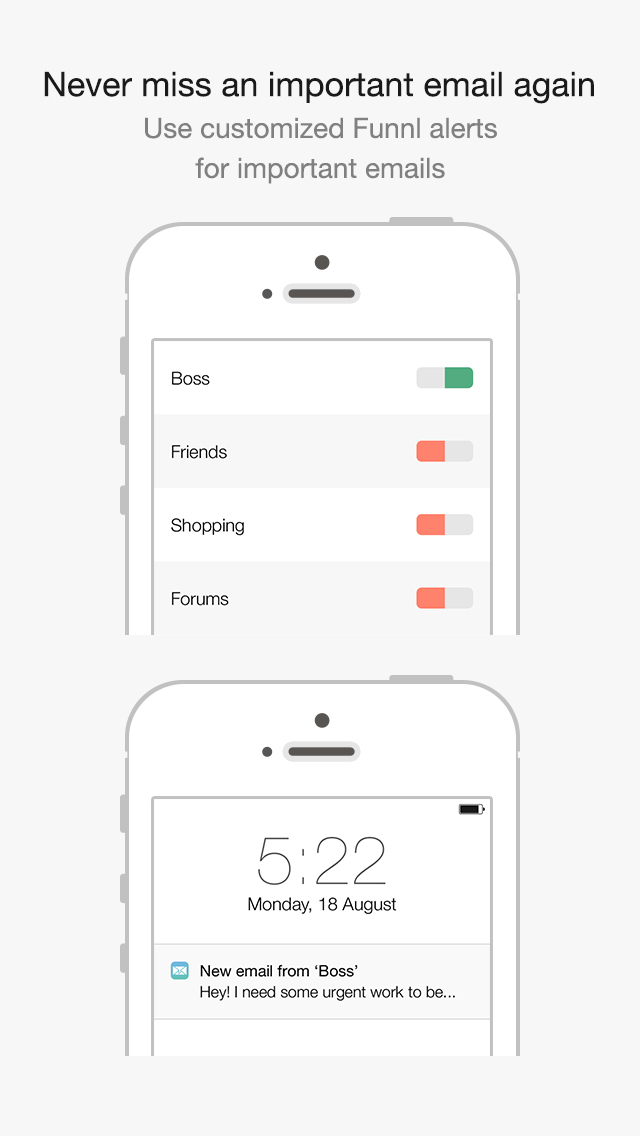 Never miss an important email again
Use customized Funnl alerts
for important emails
Boss
Friends
Shopping
Forums
5:22
Monday, 18 August
New email from ‘Boss’
Hey! I need some urgent work to be...